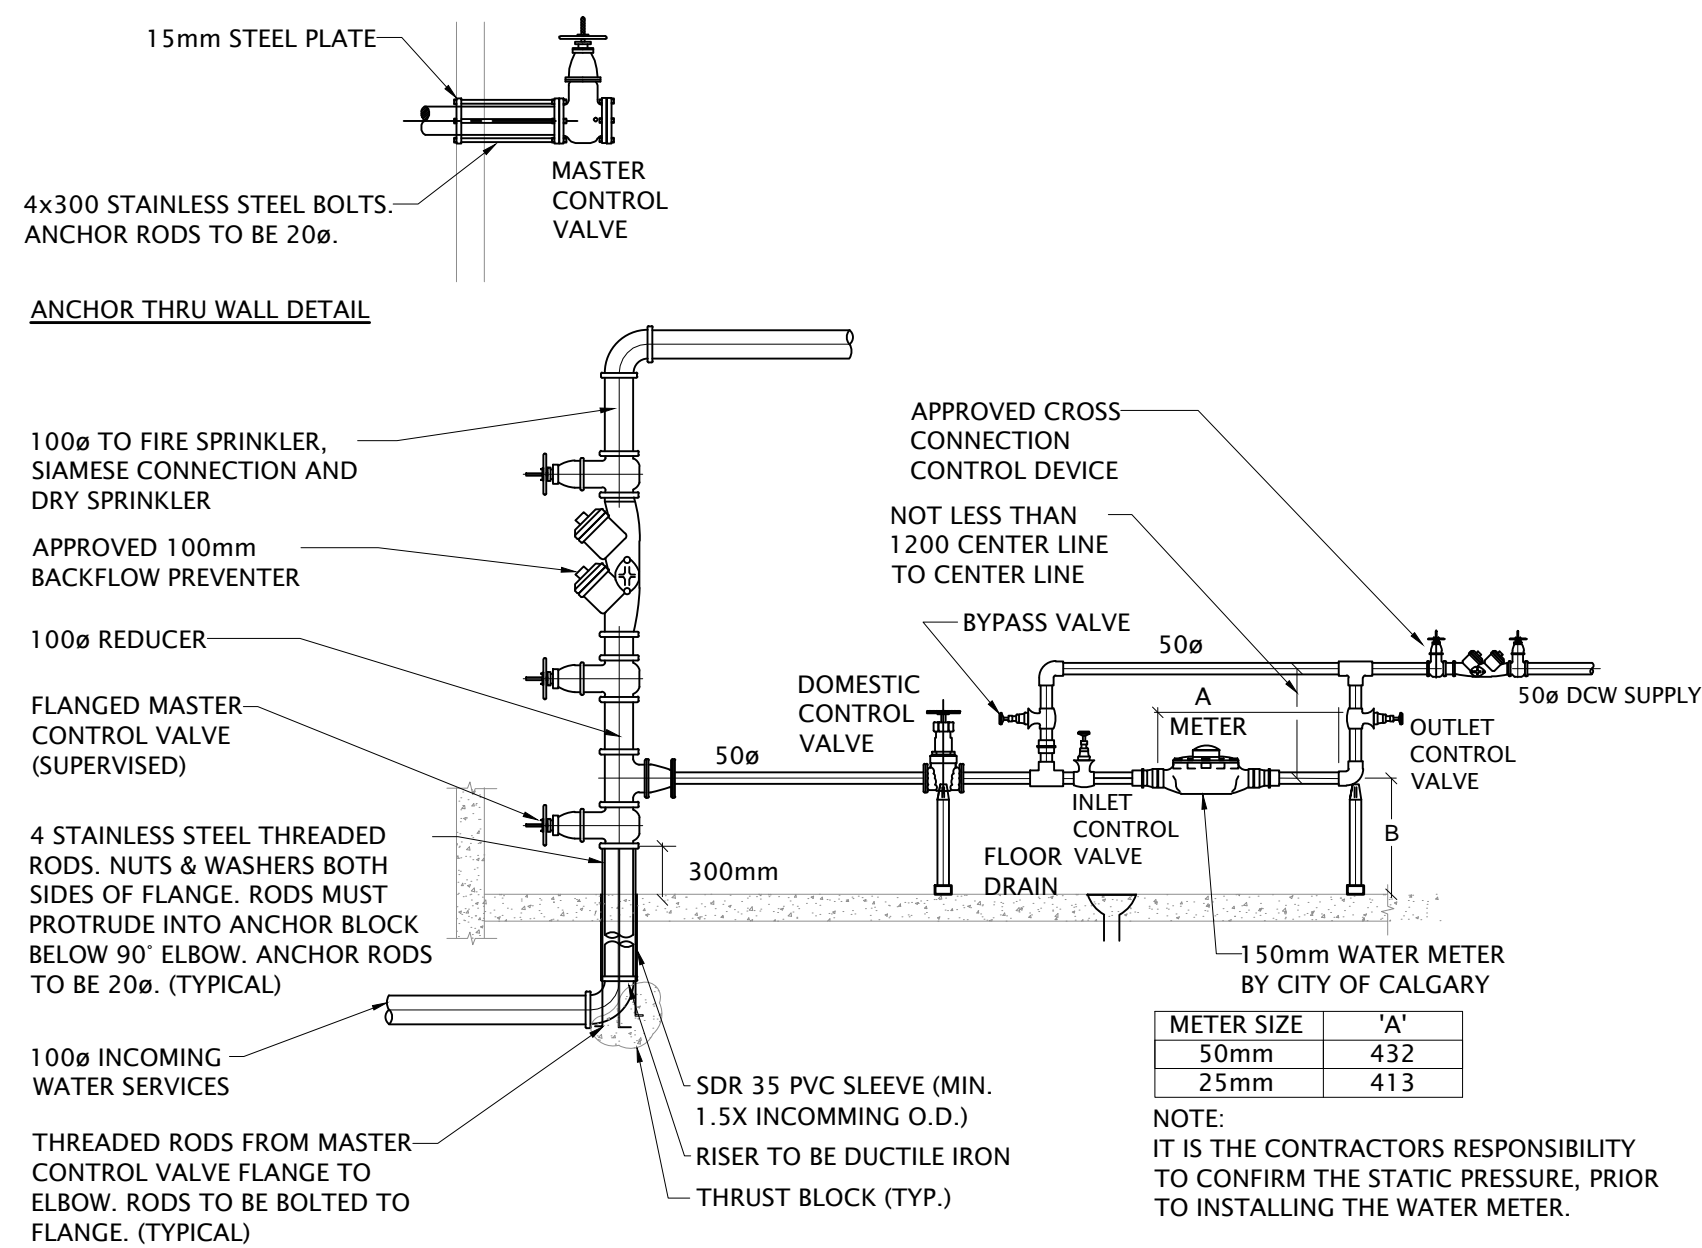 15mm STEEL PLATE
MASTER
CONTROL
VALVE
4x300 STAINLESS STEEL BOLTS.
ANCHOR RODS TO BE 20ø.
ANCHOR THRU WALL DETAIL
100ø TO FIRE SPRINKLER,
SIAMESE CONNECTION AND
DRY SPRINKLER
APPROVED 100mm
BACKFLOW PREVENTER
100ø REDUCER
FLANGED MASTER
CONTROL VALVE
(SUPERVISED)
4 STAINLESS STEEL THREADED
RODS. NUTS & WASHERS BOTH
SIDES OF FLANGE. RODS MUST
PROTRUDE INTO ANCHOR BLOCK
BELOW 90° ELBOW. ANCHOR RODS
TO BE 20ø. (TYPICAL)
100ø INCOMING
WATER SERVICES
THREADED RODS FROM MASTER
CONTROL VALVE FLANGE TO
ELBOW. RODS TO BE BOLTED TO
FLANGE. (TYPICAL)
300mm
50ø
SDR 35 PVC SLEEVE (MIN.
1.5X INCOMMING O.D.)
RISER TO BE DUCTILE IRON
THRUST BLOCK (TYP.)
APPROVED CROSS
CONNECTION
CONTROL DEVICE
NOT LESS THAN
1200 CENTER LINE
TO CENTER LINE
BYPASS VALVE
50ø
DOMESTIC
CONTROL
VALVE
A
METER
50ø DCW SUPPLY
OUTLET
CONTROL
VALVE
INLET
CONTROL
VALVE
B
FLOOR
DRAIN
150mm WATER METER
BY CITY OF CALGARY
METER SIZE 'A'
50mm 432
25mm 413
NOTE:
IT IS THE CONTRACTORS RESPONSIBILITY
TO CONFIRM THE STATIC PRESSURE, PRIOR
TO INSTALLING THE WATER METER.